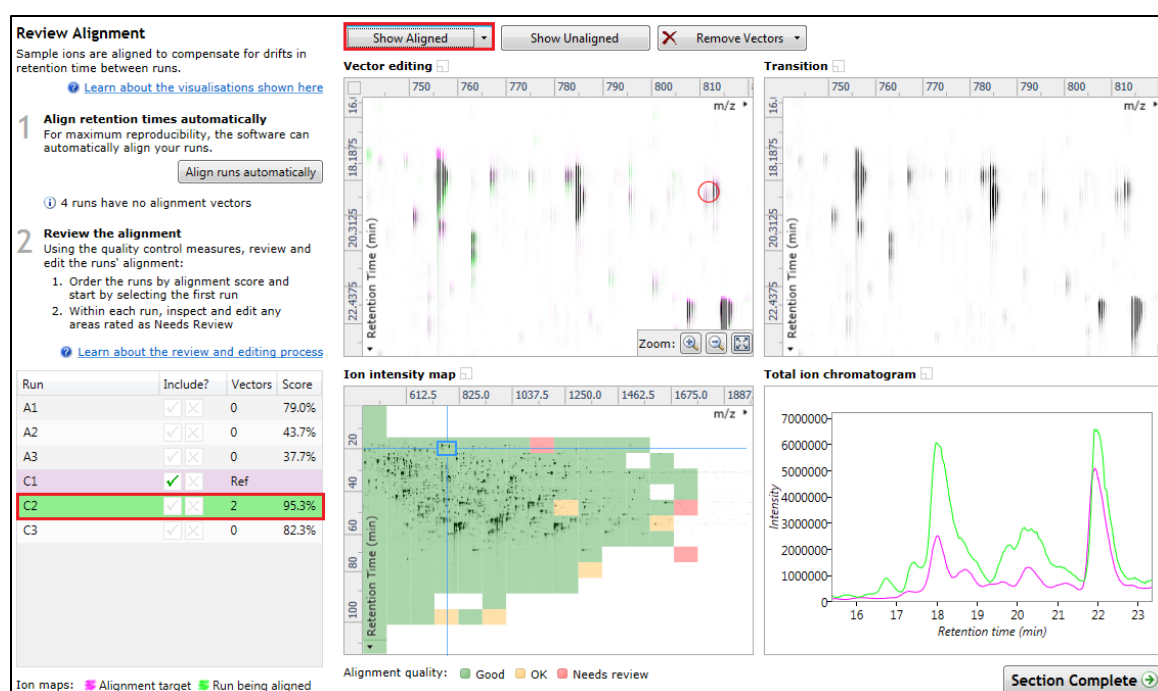 Review Alignment
Sample ions are aligned to compensate for drifts in
retention time between runs.
Learn about the visualisations shown here
1
Align retention times automatically
For maximum reproducibility, the software can
automatically align your runs.
Align runs automatically
4 runs have no alignment vectors
2
Review the alignment
Using the quality control measures, review and
edit the runs' alignment:
1. Order the runs by alignment score and
start by selecting the first run
2. Within each run, inspect and edit any
areas rated as Needs Review
Learn about the review and editing process
Run Include? Vectors Score
A1 0 79.0%
A2 0 43.7%
A3 0 37.7%
C1 Ref
C2 2 95.3%
C3 0 82.3%
Ion maps: Alignment target Run being aligned
Show Aligned Show Unaligned Remove Vectors
Vector editing
750 760 770 780 790 800 810
m/z
18.1875
20.3125
22.4375
Retention Time (min)
Zoom:
Transition
750 760 770 780 790 800 810
m/z
18.1875
20.3125
22.4375
Retention Time (min)
Ion intensity map
612.5 825.0 1037.5 1250.0 1462.5 1675.0 1887
m/z
20
40
60
80
100
Retention Time (min)
Alignment quality: Good OK Needs review
Total ion chromatogram
7000000
6000000
5000000
4000000
3000000
2000000
1000000
0
Intensity
16 17 18 19 20 21 22 23
Retention time (min)
Section Complete